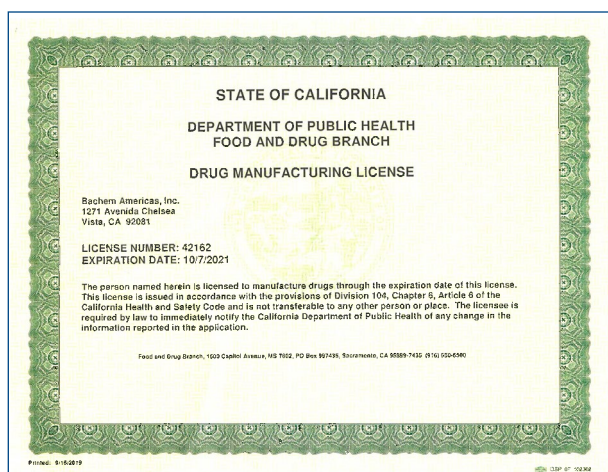 STATE OF CALIFORNIA
DEPARTMENT OF PUBLIC HEALTH
FOOD AND DRUG BRANCH
DRUG MANUFACTURING LICENSE
Bachem Americas, Inc.
1271 Avenida Chelsea
Vista, CA 92081
LICENSE NUMBER: 42162
EXPIRATION DATE: 10/7/2021
The person named herein is licensed to manufacture drugs through the expiration date of this license.
This license is issued in accordance with the provisions of Division 104, Chapter 6, Article 6 of the
California Health and Safety Code and is not transferable to any other person or place. The licensee is
required by law to immediately notify the California Department of Public Health of any change in the
information reported in the application.
Food and Drug Branch, 1500 Capitol Avenue, MS 7602, PO Box 997435, Sacramento, CA 95899-7435 (916) 650-6500
Printed: 9/16/2019
OSP